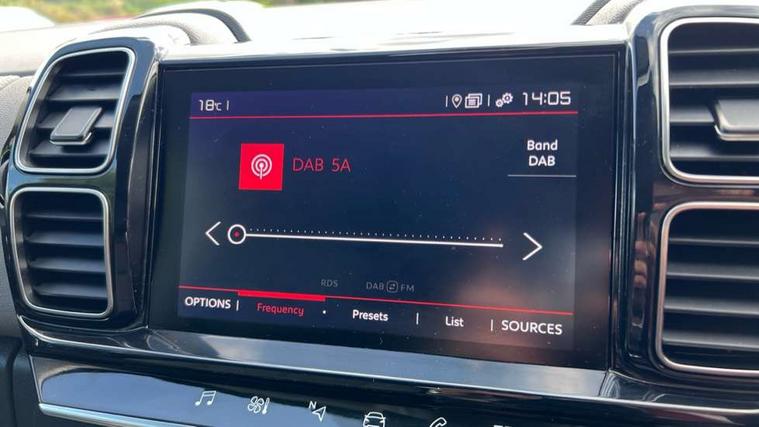 18°C
14:05
DAB 5A
Band
DAB
RDS
DAB FM
OPTIONS
Frequency
Presets
List
SOURCES
N